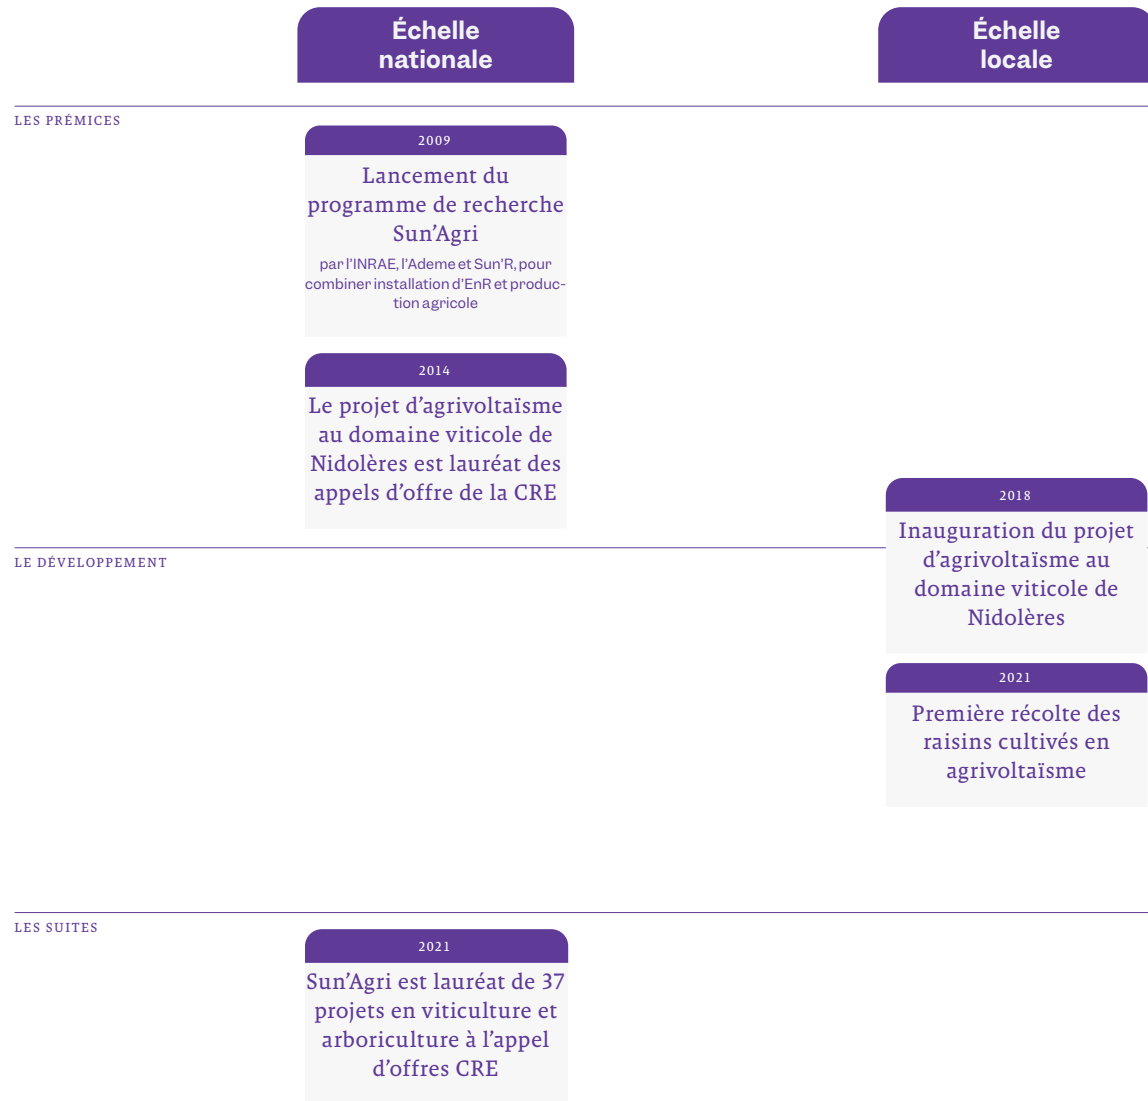 Échelle
nationale
Échelle
locale
LES PRÉMICES
2009
Lancement du
programme de recherche
Sun’Agri
par l’INRAE, l’Ademe et Sun’R, pour
combiner installation d’EnR et produc-
tion agricole
2014
Le projet d’agrivoltaïsme
au domaine viticole de
Nidolères est lauréat des
appels d’offre de la CRE
2018
Inauguration du projet
d’agrivoltaïsme au
domaine viticole de
Nidolères
LE DÉVELOPPEMENT
2021
Première récolte des
raisins cultivés en
agrivoltaïsme
LES SUITES
2021
Sun’Agri est lauréat de 37
projets en viticulture et
arboriculture à l’appel
d’offres CRE